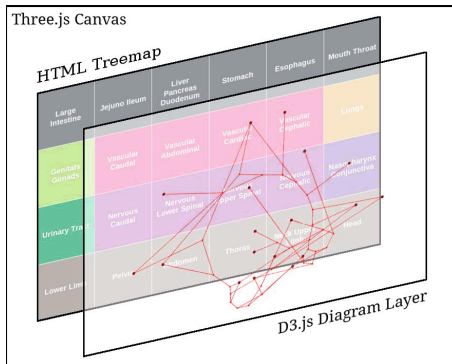 Three.js Canvas
HTML Treemap
Large
Intestine
Jejuno Ileum
Liver
Pancreas
Duodenum
Stomach
Esophagus
Mouth Throat
Genitals
Gonads
Vascular
Caudal
Vascular
Abdominal
Vascular
Cardiac
Vascular
Cephalic
Lungs
Urinary Tract
Nervous
Caudal
Nervous
Lower Spinal
Upper Spinal
Nervous
Cephalic
Nasopharynx
Conjunctiva
Lower Limb
Pelvis
Abdomen
Thorax
Neck Upper
Head
D3.js Diagram Layer